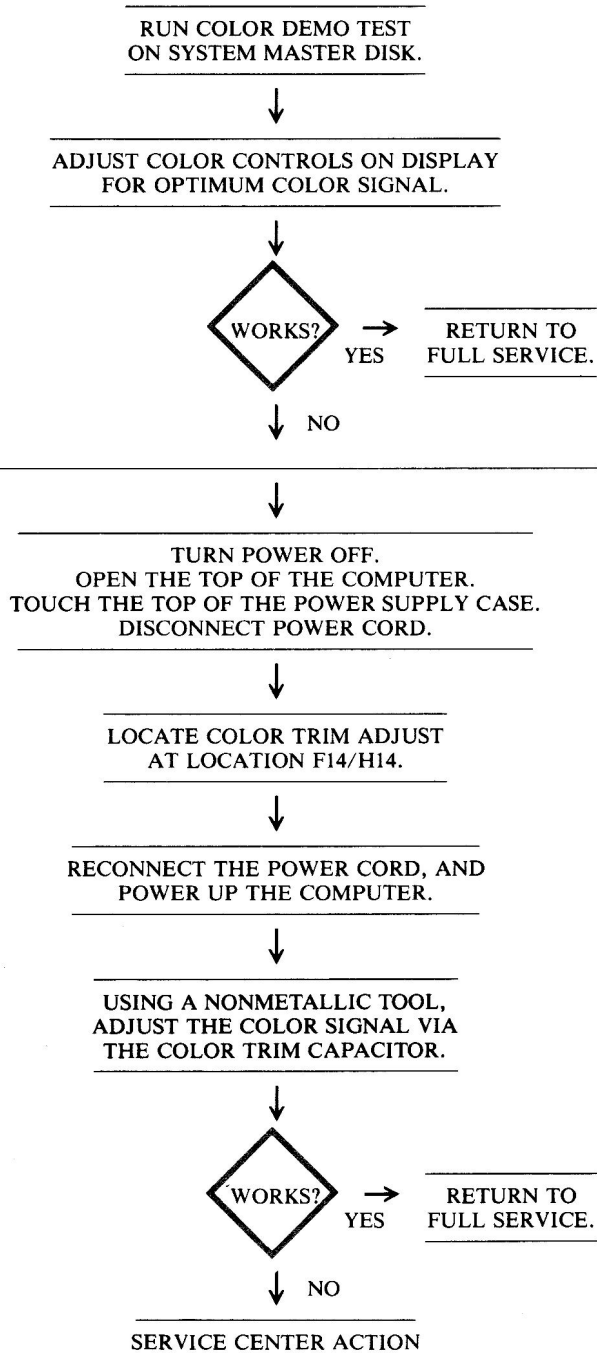 RUN COLOR DEMO TEST
ON SYSTEM MASTER DISK.
ADJUST COLOR CONTROLS ON DISPLAY
FOR OPTIMUM COLOR SIGNAL.
WORKS?
YES
RETURN TO
FULL SERVICE.
NO
TURN POWER OFF.
OPEN THE TOP OF THE COMPUTER.
TOUCH THE TOP OF THE POWER SUPPLY CASE.
DISCONNECT POWER CORD.
LOCATE COLOR TRIM ADJUST
AT LOCATION F14/H14.
RECONNECT THE POWER CORD, AND
POWER UP THE COMPUTER.
USING A NONMETALLIC TOOL,
ADJUST THE COLOR SIGNAL VIA
THE COLOR TRIM CAPACITOR.
WORKS?
YES
RETURN TO
FULL SERVICE.
NO
SERVICE CENTER ACTION